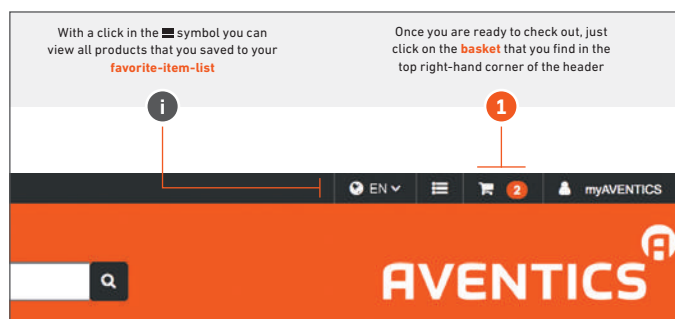 With a click in the symbol you can
view all products that you saved to your
favorite-item-list
Once you are ready to check out, just
click on the basket that you find in the
top right-hand corner of the header
i
1
EN
2
myAVENTICS
AVENTICS